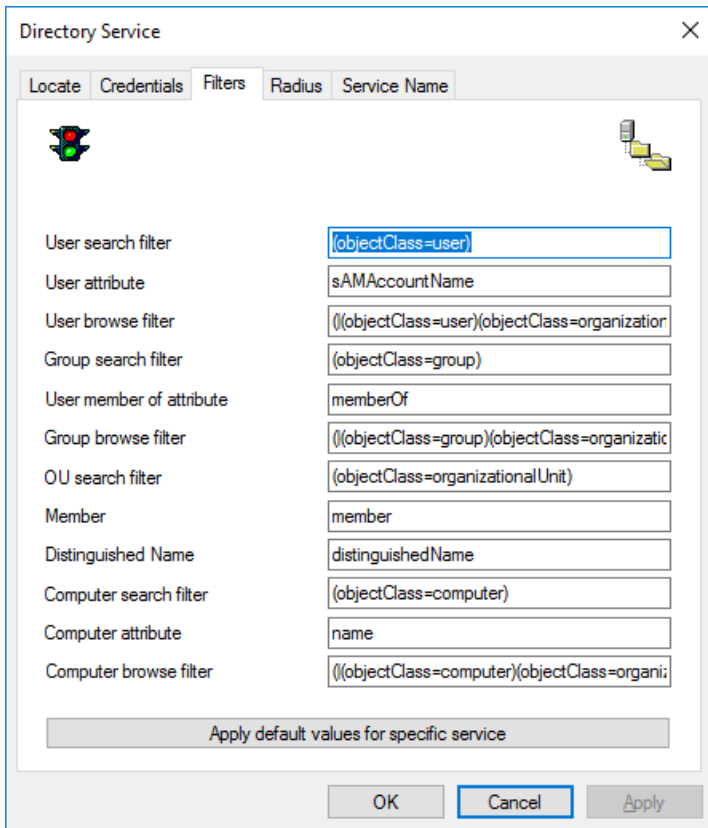 Directory Service
Locate Credentials Filters Radius Service Name
User search filter (objectClass=user)
User attribute sAMAccountName
User browse filter (|(objectClass=user)(objectClass=organization
Group search filter (objectClass=group)
User member of attribute memberOf
Group browse filter (|(objectClass=group)(objectClass=organizatic
OU search filter (objectClass=organizationalUnit)
Member member
Distinguished Name distinguishedName
Computer search filter (objectClass=computer)
Computer attribute name
Computer browse filter (|(objectClass=computer)(objectClass=organiz
Apply default values for specific service
OK Cancel Apply